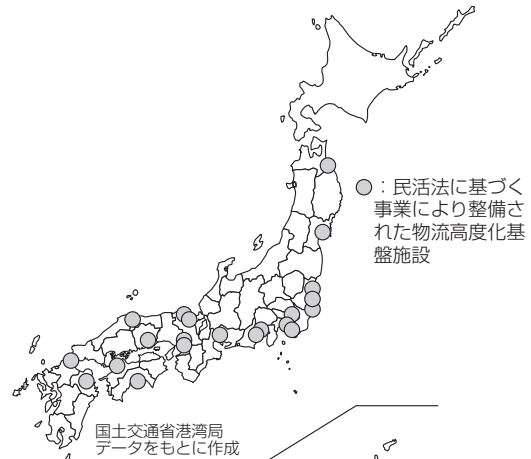 ：民活法に基づく
事業により整備さ
れた物流高度化基
盤施設
国土交通省港湾局
データをもとに作成